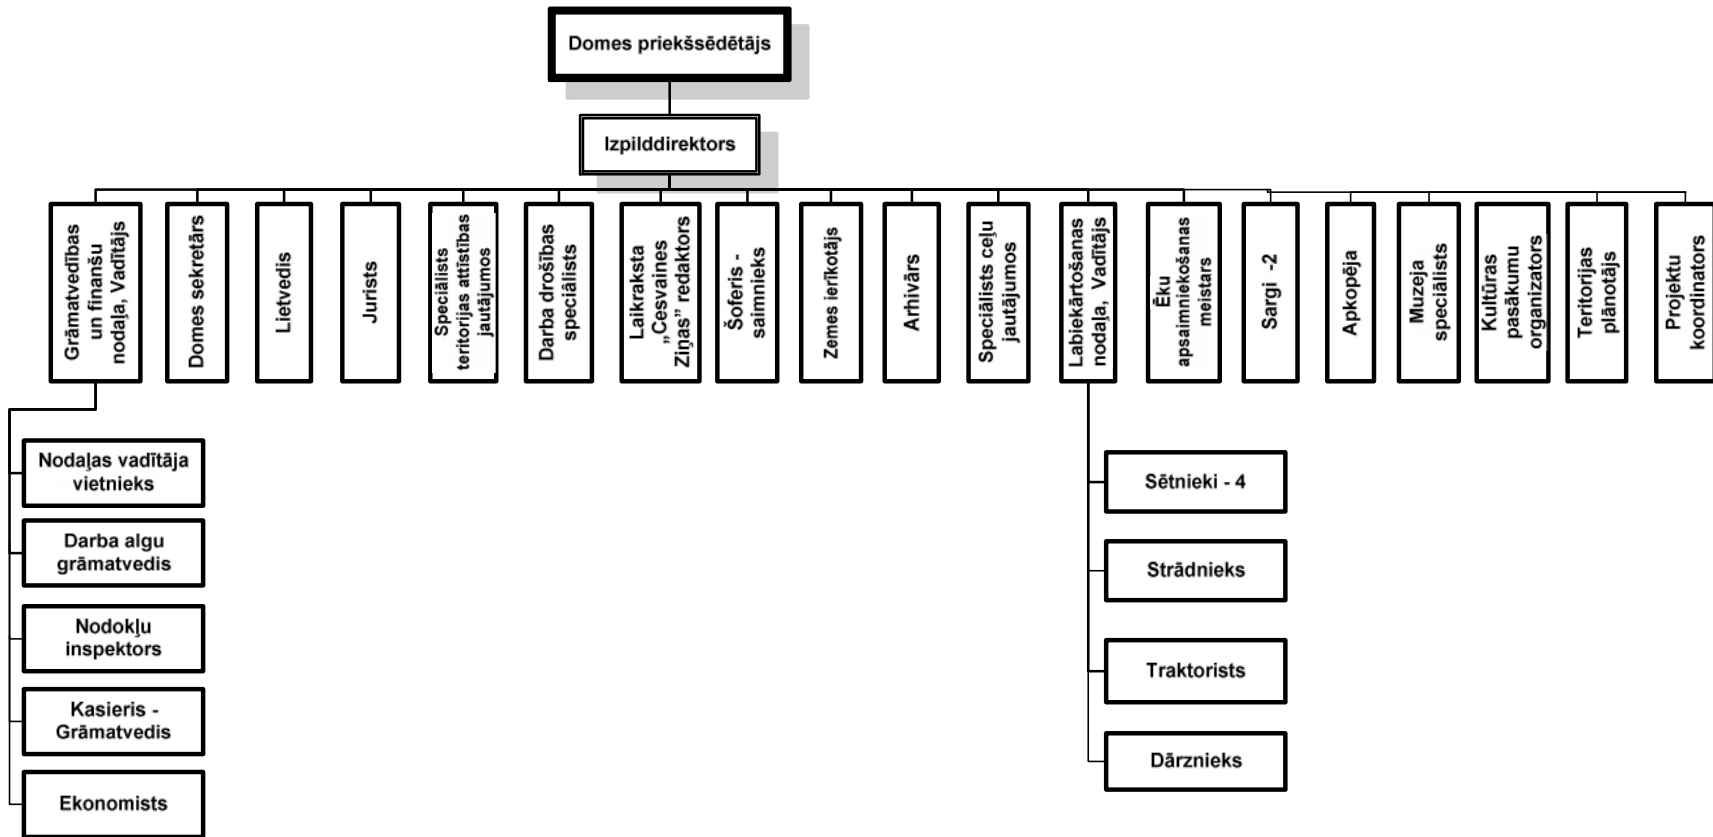 Domes priekšsēdētājs
Izpilddirektors
Grāmatvedības
un finanšu
nodaļa, Vadītājs
Domes sekretārs
Lietvedis
Jurists
Speciālists
teritorijas attīstības
jautājumos
Darba drošības
speciālists
Laikraksta
„Cesvaines
Ziņas” redaktors
Šoferis -
saimnieks
Zemes ierīkotājs
Arhivārs
Speciālists ceļu
jautājumos
Labiekārtošanas
nodaļa, Vadītājs
Ēku
apsaimniekošanas
meistars
Sargi -2
Apkopēja
Muzeja
speciālists
Kultūras
pasākumu
organizators
Teritorijas
plānotājs
Projektu
koordinators
Nodaļas vadītāja
vietnieks
Darba algu
grāmatvedis
Nodokļu
inspektors
Kasieris -
Grāmatvedis
Ekonomists
Sētnieki - 4
Strādnieks
Traktorists
Dārznieks